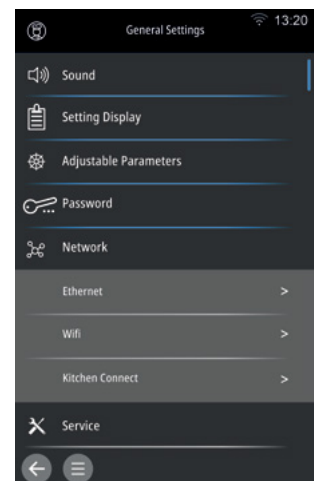 13:20
General Settings
Sound
Setting Display
Adjustable Parameters
Password
Network
Ethernet >
Wifi >
Kitchen Connect >
Service